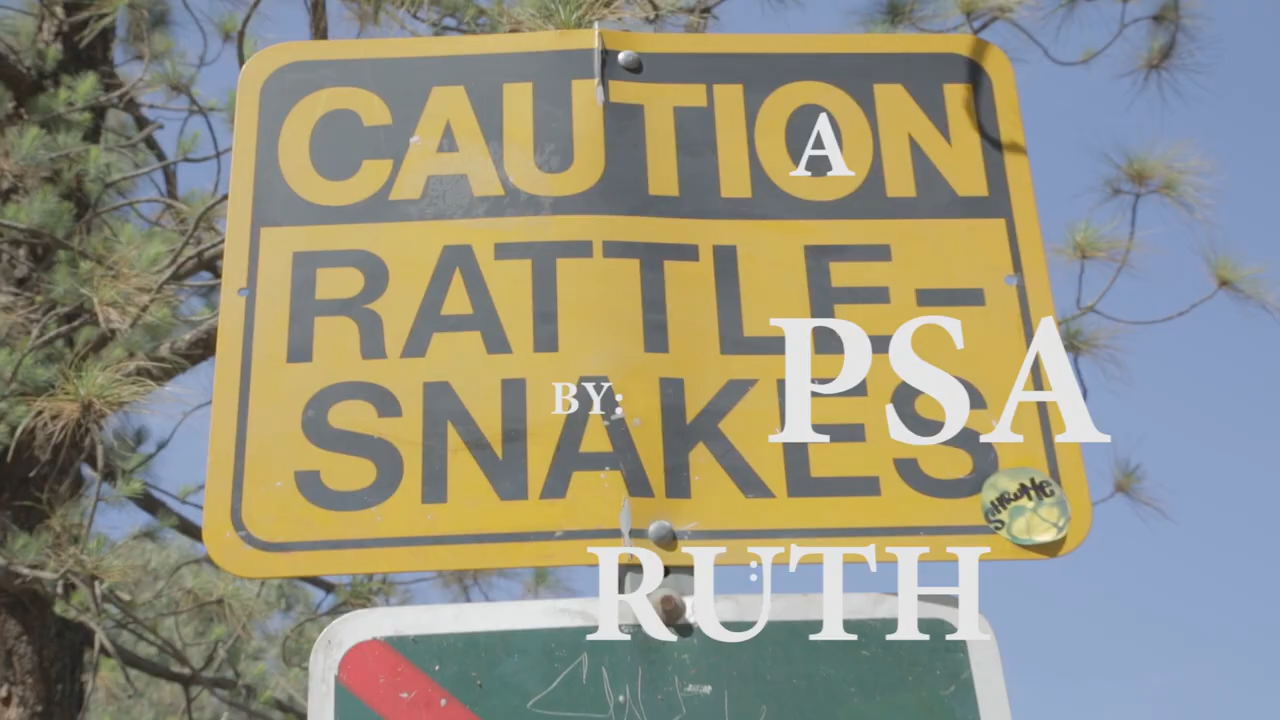 CAUTION
A
RATTLE-
SNAKES
PSA
BY:
RUTH